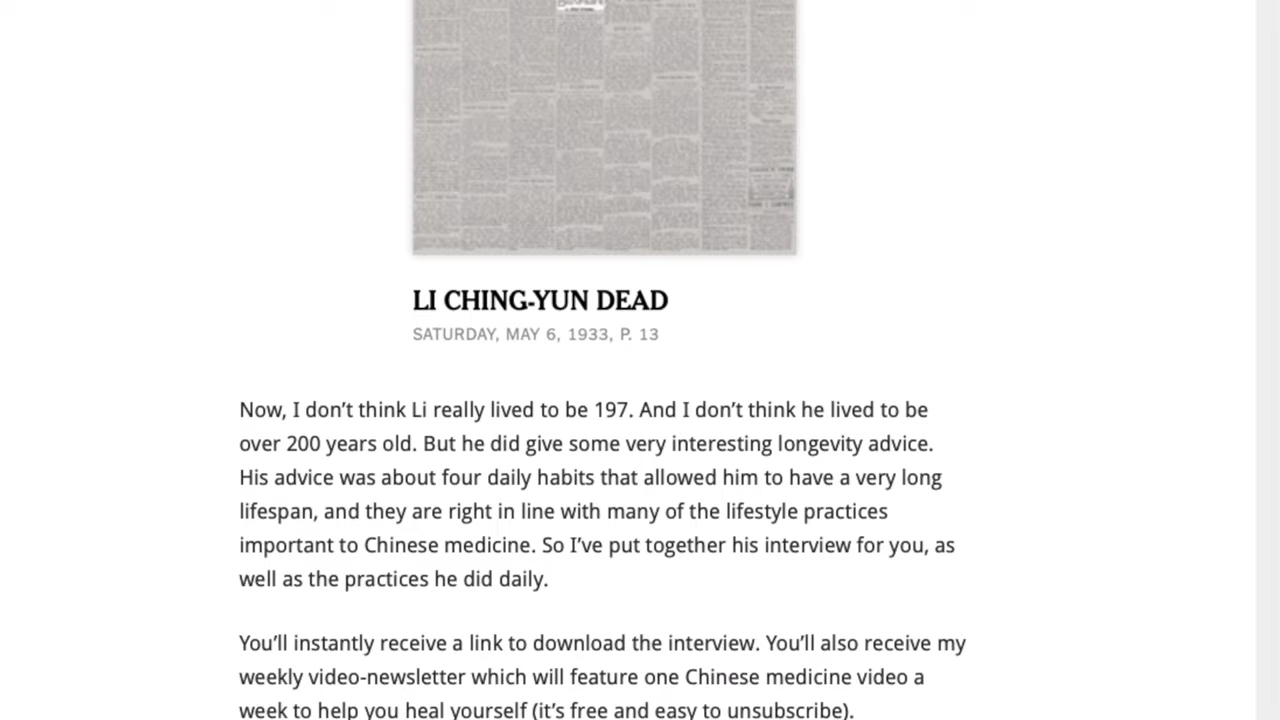 LI CHING-YUN DEAD
SATURDAY, MAY 6, 1933, P. 13
Now, I don’t think Li really lived to be 197. And I don’t think he lived to be
over 200 years old. But he did give some very interesting longevity advice.
His advice was about four daily habits that allowed him to have a very long
lifespan, and they are right in line with many of the lifestyle practices
important to Chinese medicine. So I’ve put together his interview for you, as
well as the practices he did daily.
You’ll instantly receive a link to download the interview. You’ll also receive my
weekly video-newsletter which will feature one Chinese medicine video a
week to help you heal yourself (it’s free and easy to unsubscribe).